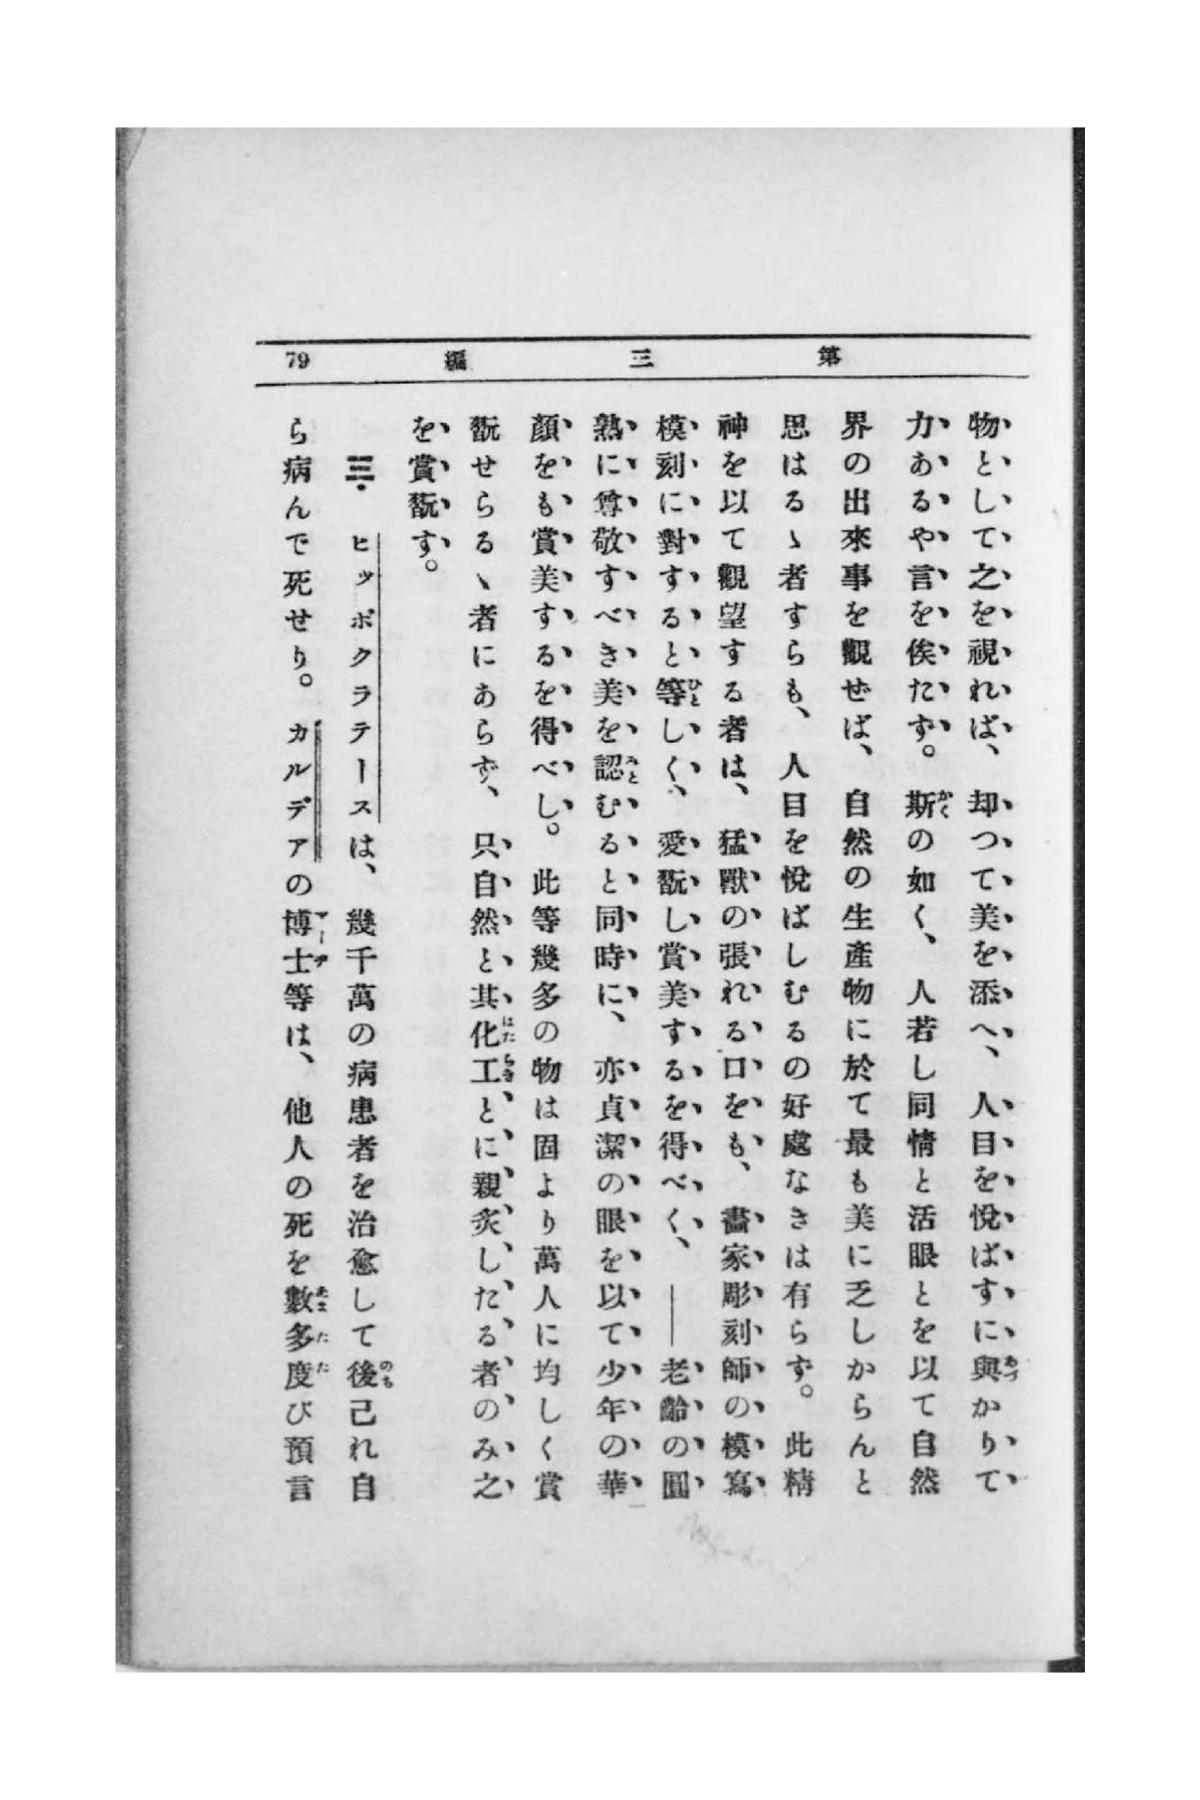 第三編
79
物として之を視れば、却つて美を添へ、人目を悅ばすに與かりて
力あるや言を俟たず。斯の如く、人若し同情と活眼とを以て自然
界の出來事を觀ぜば、自然の生產物に於て最も美に乏しからんと
思はるゝ者すらも、人目を悅ばしむるの好處なきは有らず。此精
神を以て觀望する者は、猛獸の張れる口をも、畵家彫刻師の模寫
模刻に對すると等しく、愛翫し賞美するを得べく、――老齡の圓
熟に尊敬すべき美を認むると同時に、亦貞潔の眼を以て少年の華
顏をも賞美するを得べし。此等幾多の物は固より萬人に均しく賞
翫せらるゝ者にあらず、只自然と其化工とに親炙したる者のみ之
を賞翫す。
三. ヒッポクラテースは、幾千萬の病患者を治愈して後己れ自
ら病んで死せり。カルデアの博士等は、他人の死を數多度び預言